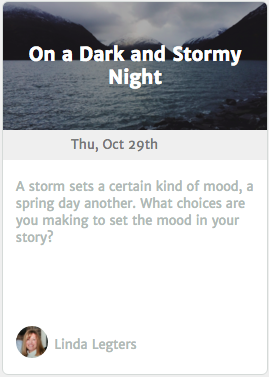 On a Dark and Stormy
Night
Thu, Oct 29th
A storm sets a certain kind of mood, a
spring day another. What choices are
you making to set the mood in your
story?
Linda Legters